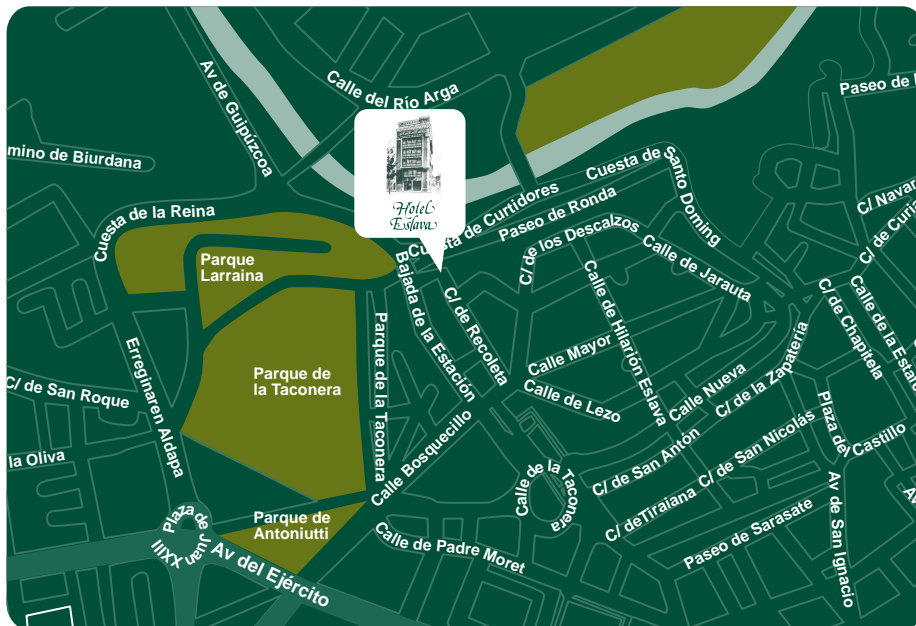 Av de Guipúzcoa
Calle del Río Arga
Paseo de
mino de Biurdana
Hotel
Eslava
Cuesta de la Reina
Cuesta de Curtidores
Paseo de Ronda
Cuesta de Santo Doming
C/ de los Descalzos
Calle de Jarauta
C/ Navar
C/ de Curti
Parque
Larraina
Bajada de la Estación
C/ de Recoleta
Calle de Hilarión Eslava
C/ de Chapitela
Calle de la Estaf
Erreginaren Aldapa
Parque de
la Taconera
Parque de la Taconera
Calle Mayor
Calle Nueva
C/ de la Zapatería
C/ de San Roque
Calle de Lezo
Calle Bosquecillo
Plaza del Castillo
la Oliva
Calle de la Taconera
C/ de San Anton
C/ de San Nicolás
C/ deTiraiana
Av de San Ignacio
Av
Plaza de Juan XXIII
Parque de
Antoniutti
Av del Ejército
Calle de Padre Moret
Paseo de Sarasate